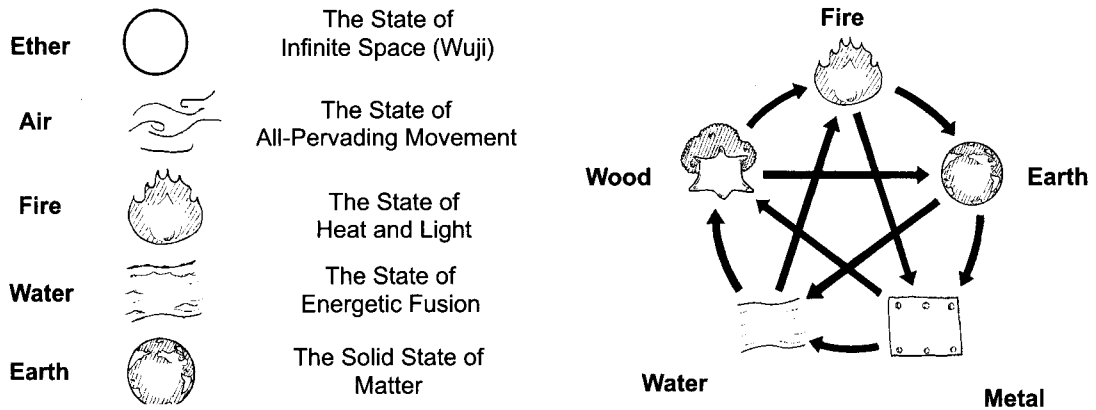 Ether
The State of
Infinite Space (Wuji)
Air
The State of
All-Pervading Movement
Fire
The State of
Heat and Light
Water
The State of
Energetic Fusion
Earth
The Solid State of
Matter
Fire
Wood
Earth
Water
Metal